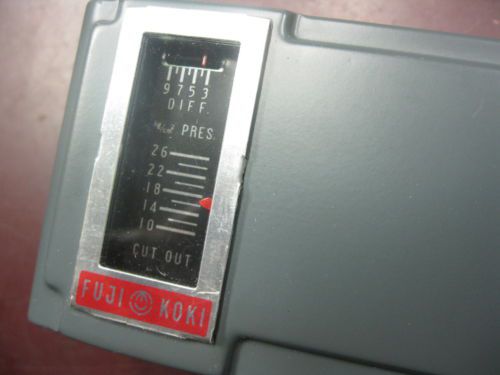 9 7 5 3
DIFF.
PRES.
26
22
18
14
10
CUT OUT
FUJI KOKI